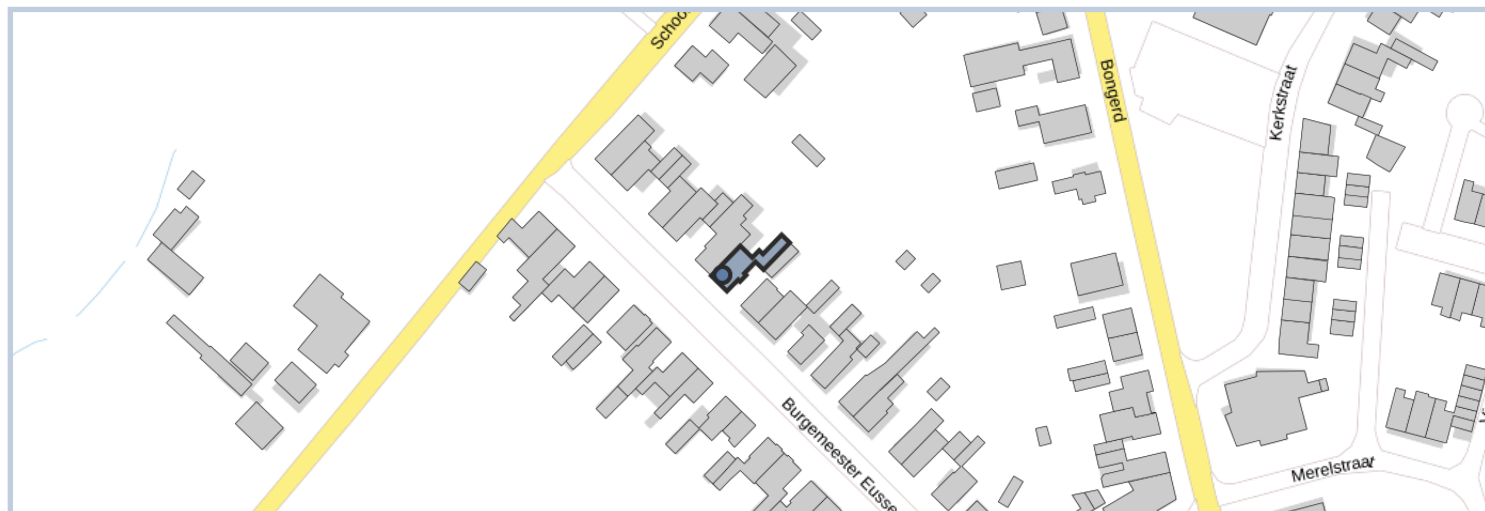 Schoo
Bongerd
Kerkstraat
Burgemeester Eusse
Merelstraat